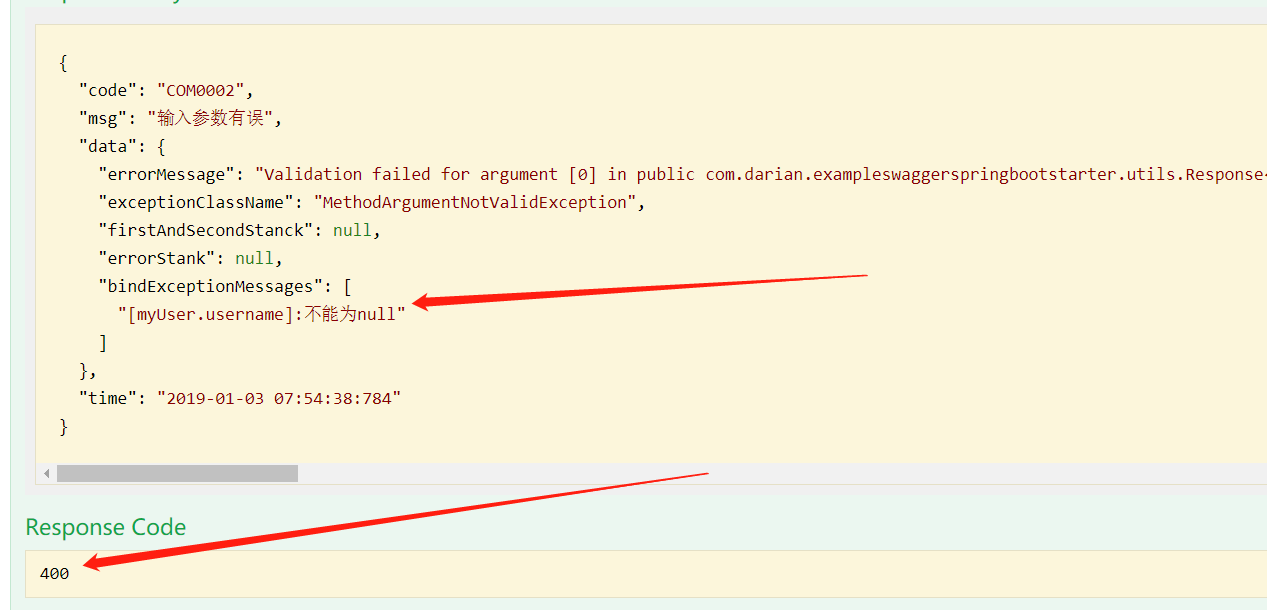 {
"code": "COM0002",
"msg": "输入参数有误",
"data": {
"errorMessage": "Validation failed for argument [0] in public com.darian.exampleswaggerspringbootstarter.utils.Response
"exceptionClassName": "MethodArgumentNotValidException",
"firstAndSecondStanck": null,
"errorStank": null,
"bindExceptionMessages": [
"[myUser.username]:不能为null"
]
},
"time": "2019-01-03 07:54:38:784"
}
Response Code
400